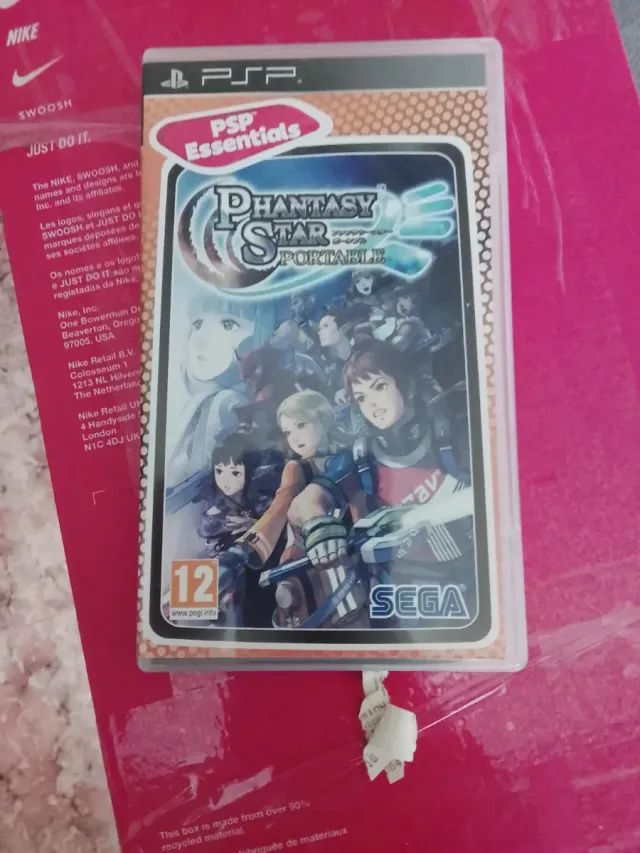 NIKE
SWOOSH
JUST DO IT.
The NIKE, SWOOSH, and
names and designs are
Inc. and its affiliates.
Les logos, slogans et
SWOOSH et JUST DO
marques déposées de
ses sociétés affiliées.
Os nomes e os
e JUST DO IT são
registadas da Nike,
Nike, Inc.
One Bowerman
Beaverton,
97005, USA
Nike Retail B.V.
Colosseum 1
1213 NL
The
Nike Retail
4 Handyside
London
N1C 4DJ UK
PSP
PSP
Essentials
PHANTASY
STAR
PORTABLE
12
www.pegi.info
SEGA
This box is made from over 90%
recycled material.
de matériaux